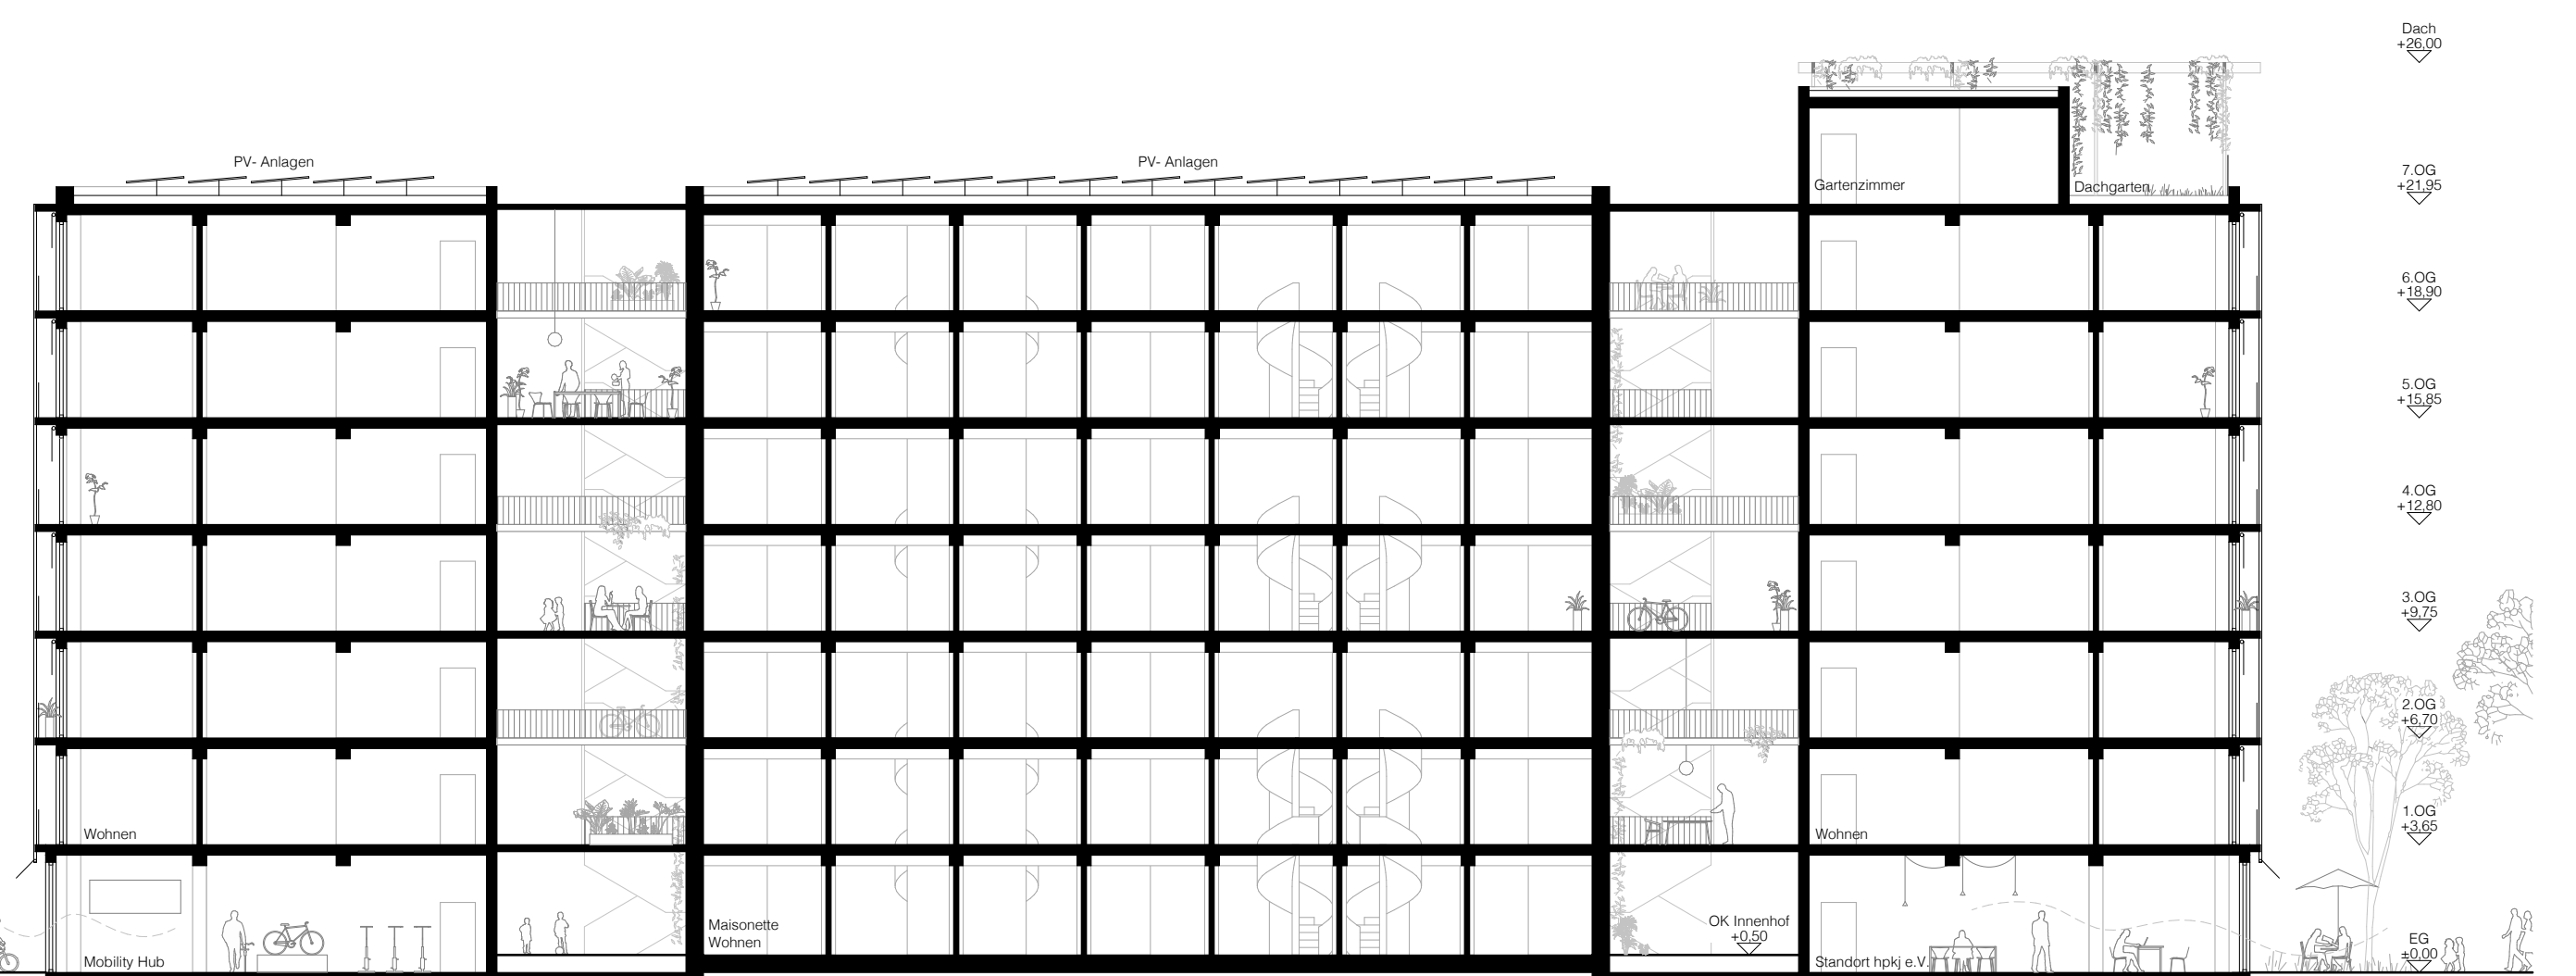 Dach
+26,00
PV- Anlagen
PV- Anlagen
Gartenzimmer
Dachgarten
7.OG
+21,95
6.OG
+18,90
5.OG
+15,85
4.OG
+12,80
3.OG
+9,75
2.OG
+6,70
Wohnen
Wohnen
1.OG
+3,65
Maisonette
Wohnen
OK Innenhof
+0,50
Mobility Hub
Standort hpkj e.V.
EG
±0,00